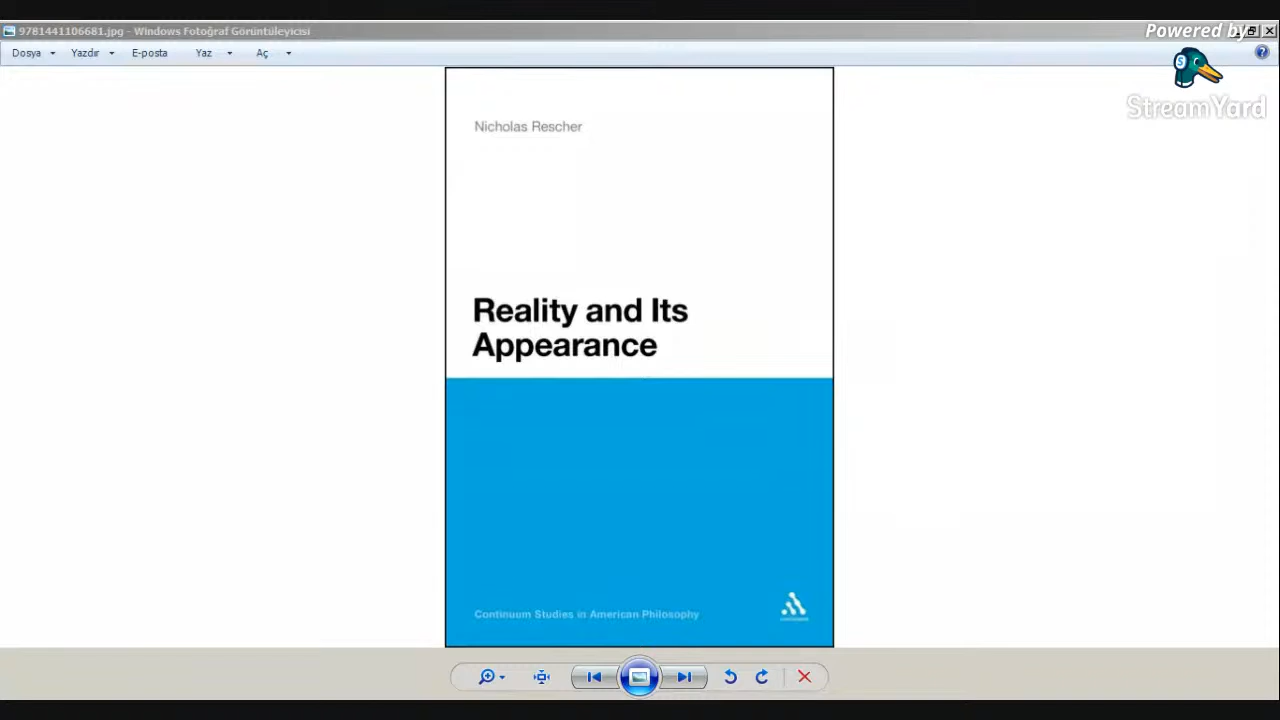 9781441106681.jpg - Windows Fotoğraf Görüntüleyicisi
Powered by
Dosya Yazdır E-posta Yaz Aç
StreamYard
Nicholas Rescher
Reality and Its
Appearance
Continuum Studies in American Philosophy